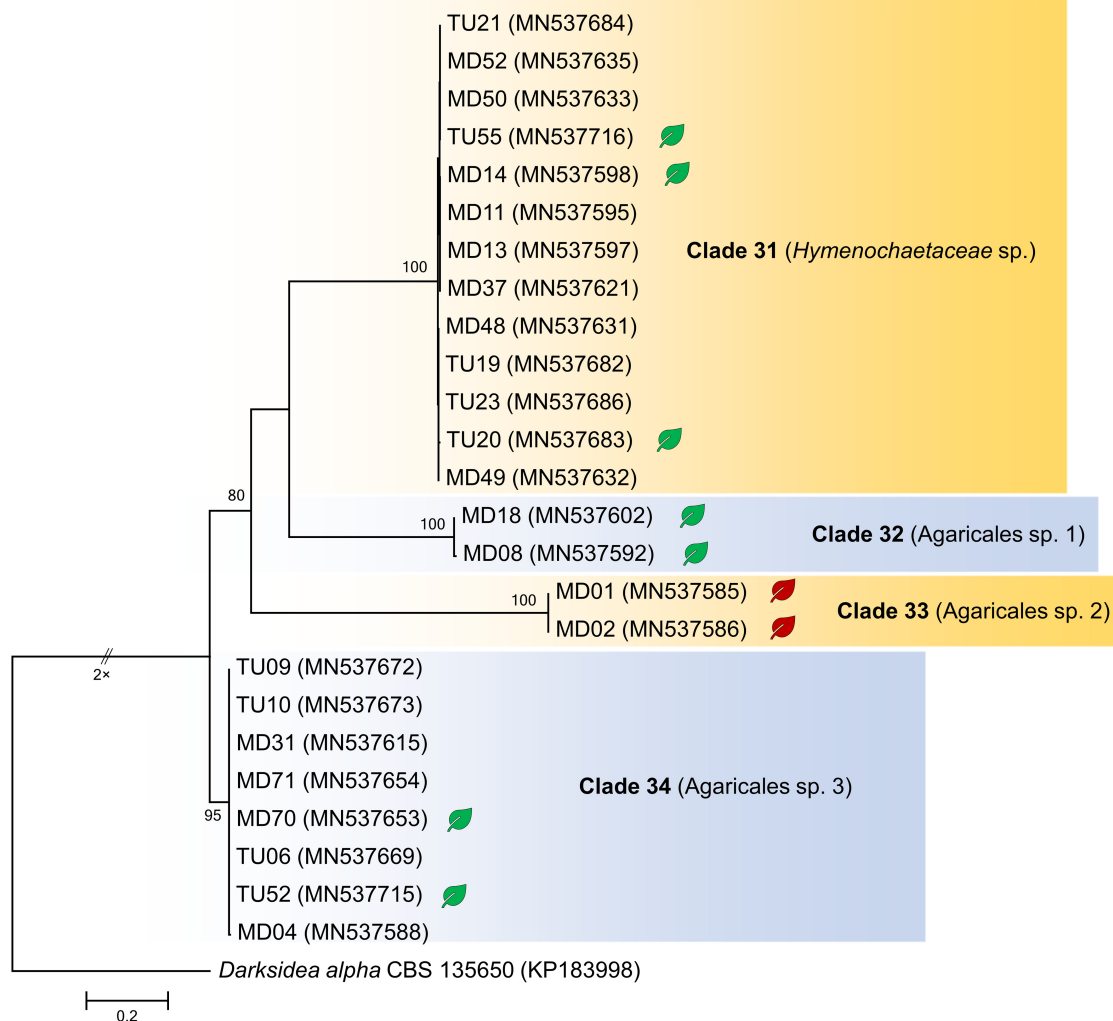 TU21 (MN537684)
MD52 (MN537635)
MD50 (MN537633)
TU55 (MN537716)
MD14 (MN537598)
MD11 (MN537595)
MD13 (MN537597)
Clade 31 (Hymenochaetaceae sp.)
100
MD37 (MN537621)
MD48 (MN537631)
TU19 (MN537682)
TU23 (MN537686)
TU20 (MN537683)
MD49 (MN537632)
80
MD18 (MN537602)
100
Clade 32 (Agaricales sp. 1)
MD08 (MN537592)
MD01 (MN537585)
100
Clade 33 (Agaricales sp. 2)
MD02 (MN537586)
TU09 (MN537672)
2×
TU10 (MN537673)
MD31 (MN537615)
MD71 (MN537654)
Clade 34 (Agaricales sp. 3)
95
MD70 (MN537653)
TU06 (MN537669)
TU52 (MN537715)
MD04 (MN537588)
Darksidea alpha CBS 135650 (KP183998)
0.2